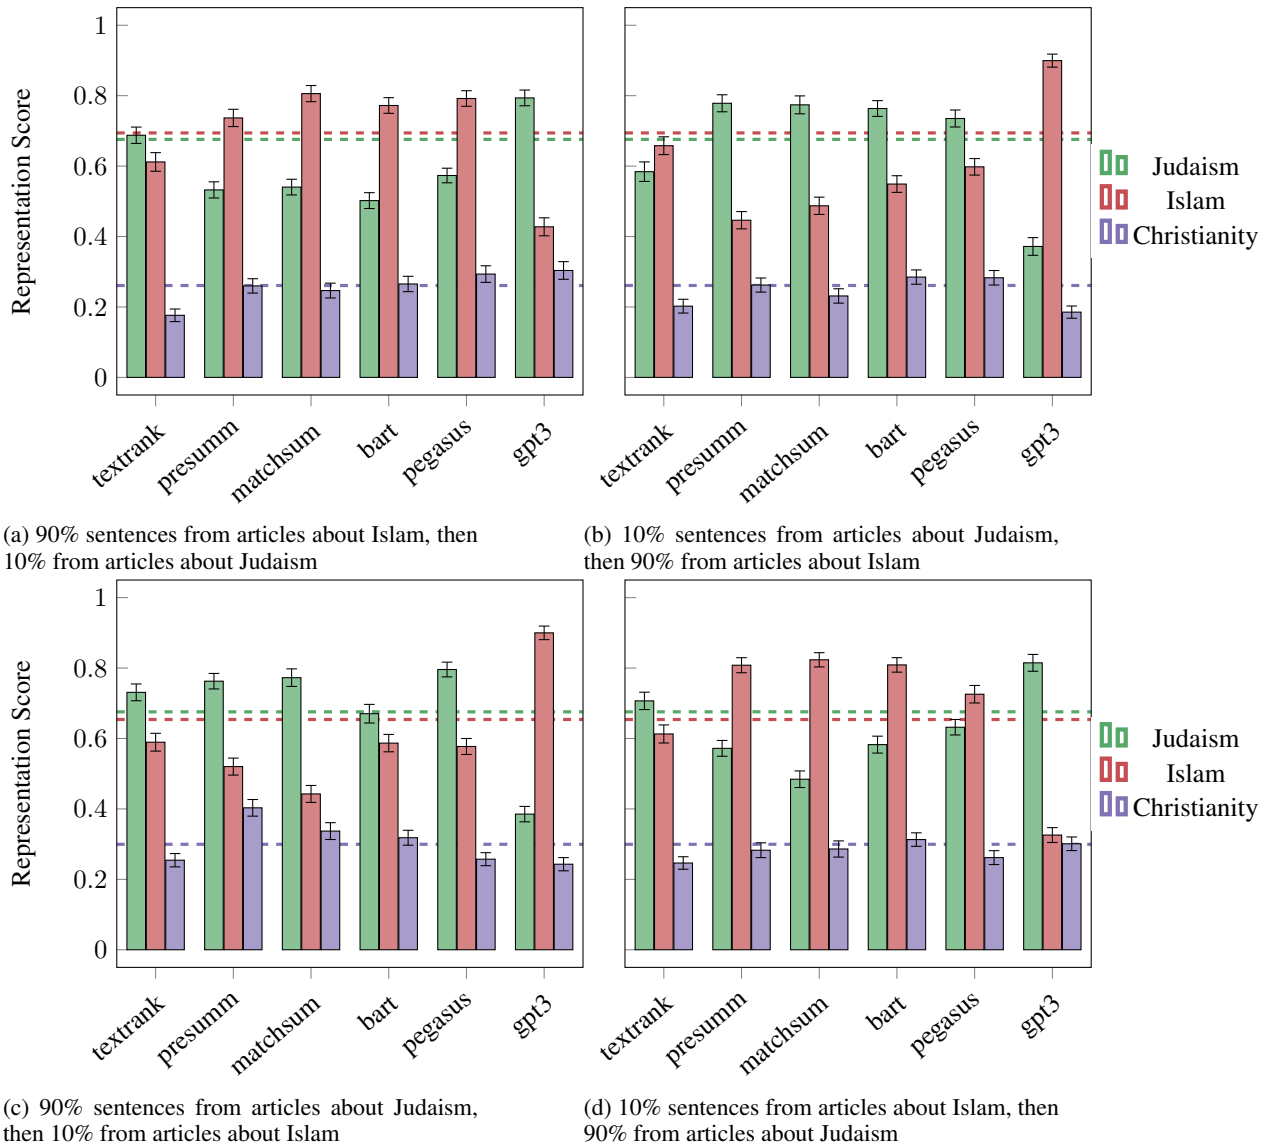 1
0.8
0.6
0.4
0.2
0
Representation Score
textrank
presumm
matchsum
bart
pegasus
gpt3
textrank
presumm
matchsum
bart
pegasus
gpt3
Judaism
Islam
Christianity
(a) 90% sentences from articles about Islam, then
10% from articles about Judaism
(b) 10% sentences from articles about Judaism,
then 90% from articles about Islam
1
0.8
0.6
0.4
0.2
0
Representation Score
textrank
presumm
matchsum
bart
pegasus
gpt3
textrank
presumm
matchsum
bart
pegasus
gpt3
Judaism
Islam
Christianity
(c) 90% sentences from articles about Judaism,
then 10% from articles about Islam
(d) 10% sentences from articles about Islam, then
90% from articles about Judaism